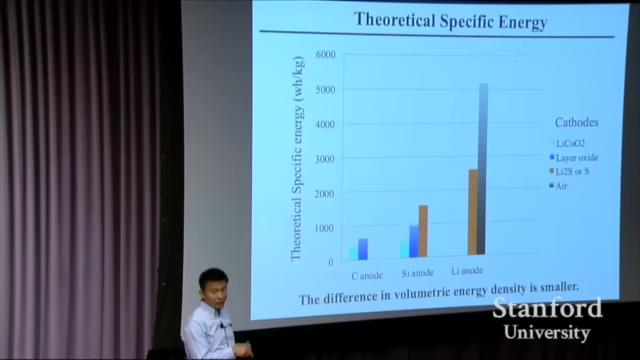 Theoretical Specific Energy
Theoretical Specific energy (wh/kg)
6000
5000
4000
3000
2000
1000
0
C anode
Si anode
Li anode
Cathodes
LiCoO2
Layer oxide
Li2S or S
Air
The difference in volumetric energy density is smaller.
Stanford
University